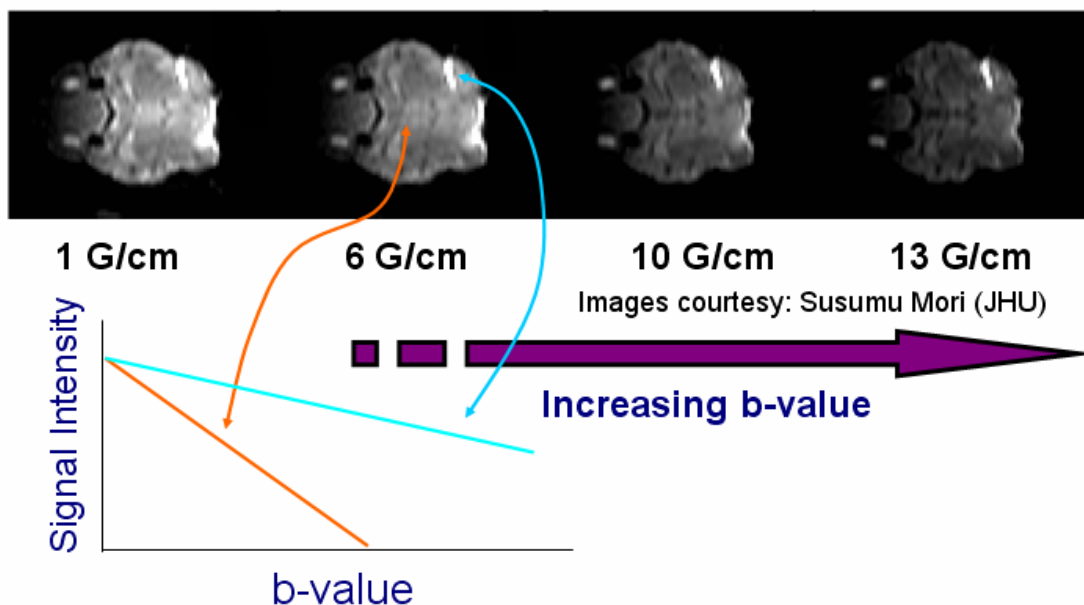 1 G/cm 6 G/cm 10 G/cm 13 G/cm
Images courtesy: Susumu Mori (JHU)
Signal Intensity
Increasing b-value
b-value